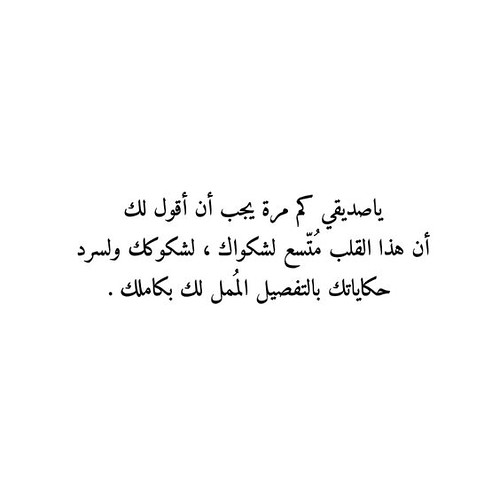 ياصديقي كم مرة يجب أن أقول لك
أن هذا القلب مُتّسع لشكواك ، لشكوكك ولسرد
حكاياتك بالتفصيل المُمل لك بكاملك .